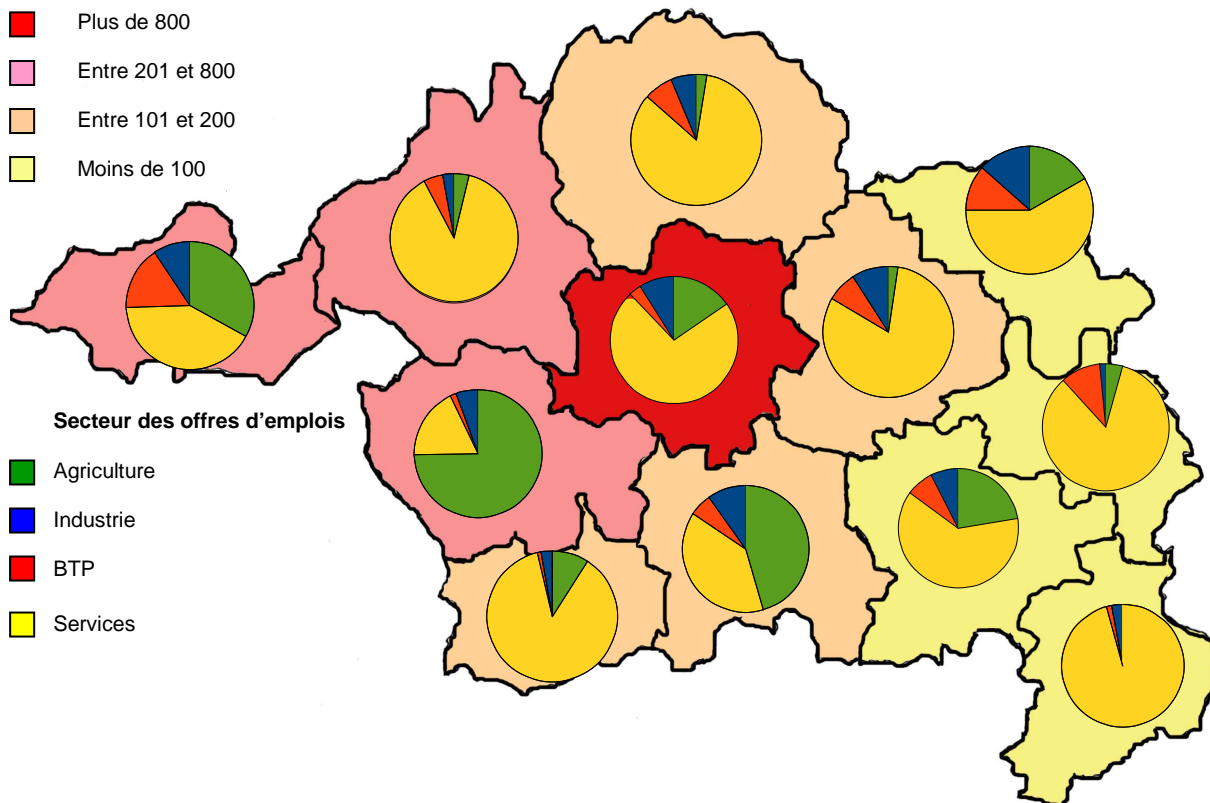 Plus de 800
Entre 201 et 800
Entre 101 et 200
Moins de 100
Secteur des offres d’emplois
Agriculture
Industrie
BTP
Services